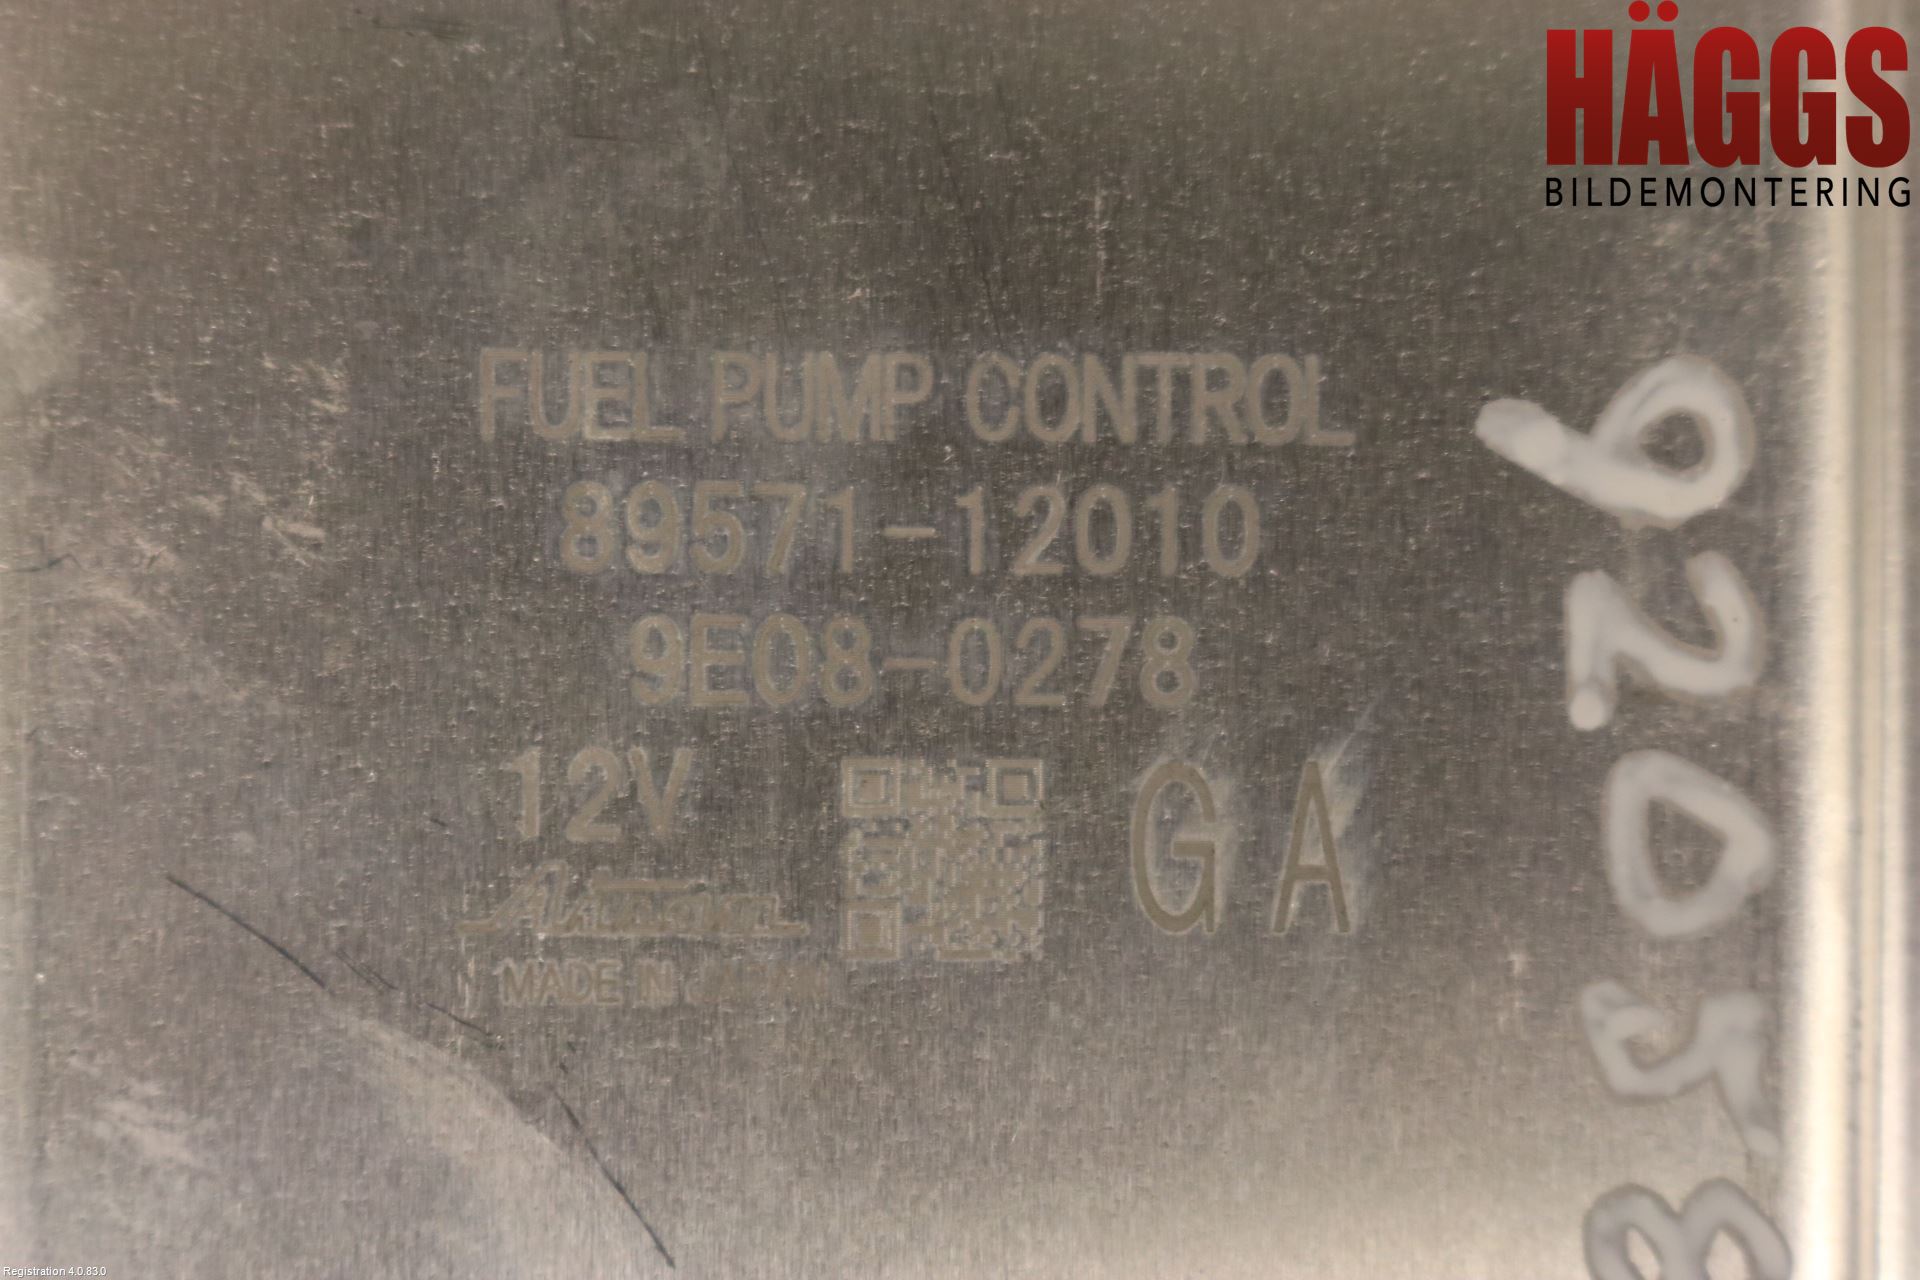 HÄGGS
BILDEMONTERING
FUEL PUMP CONTROL
89571-12010
9E08-0278
12V
GA
MADE IN JAPAN
92058
Registration 4.0.83.0